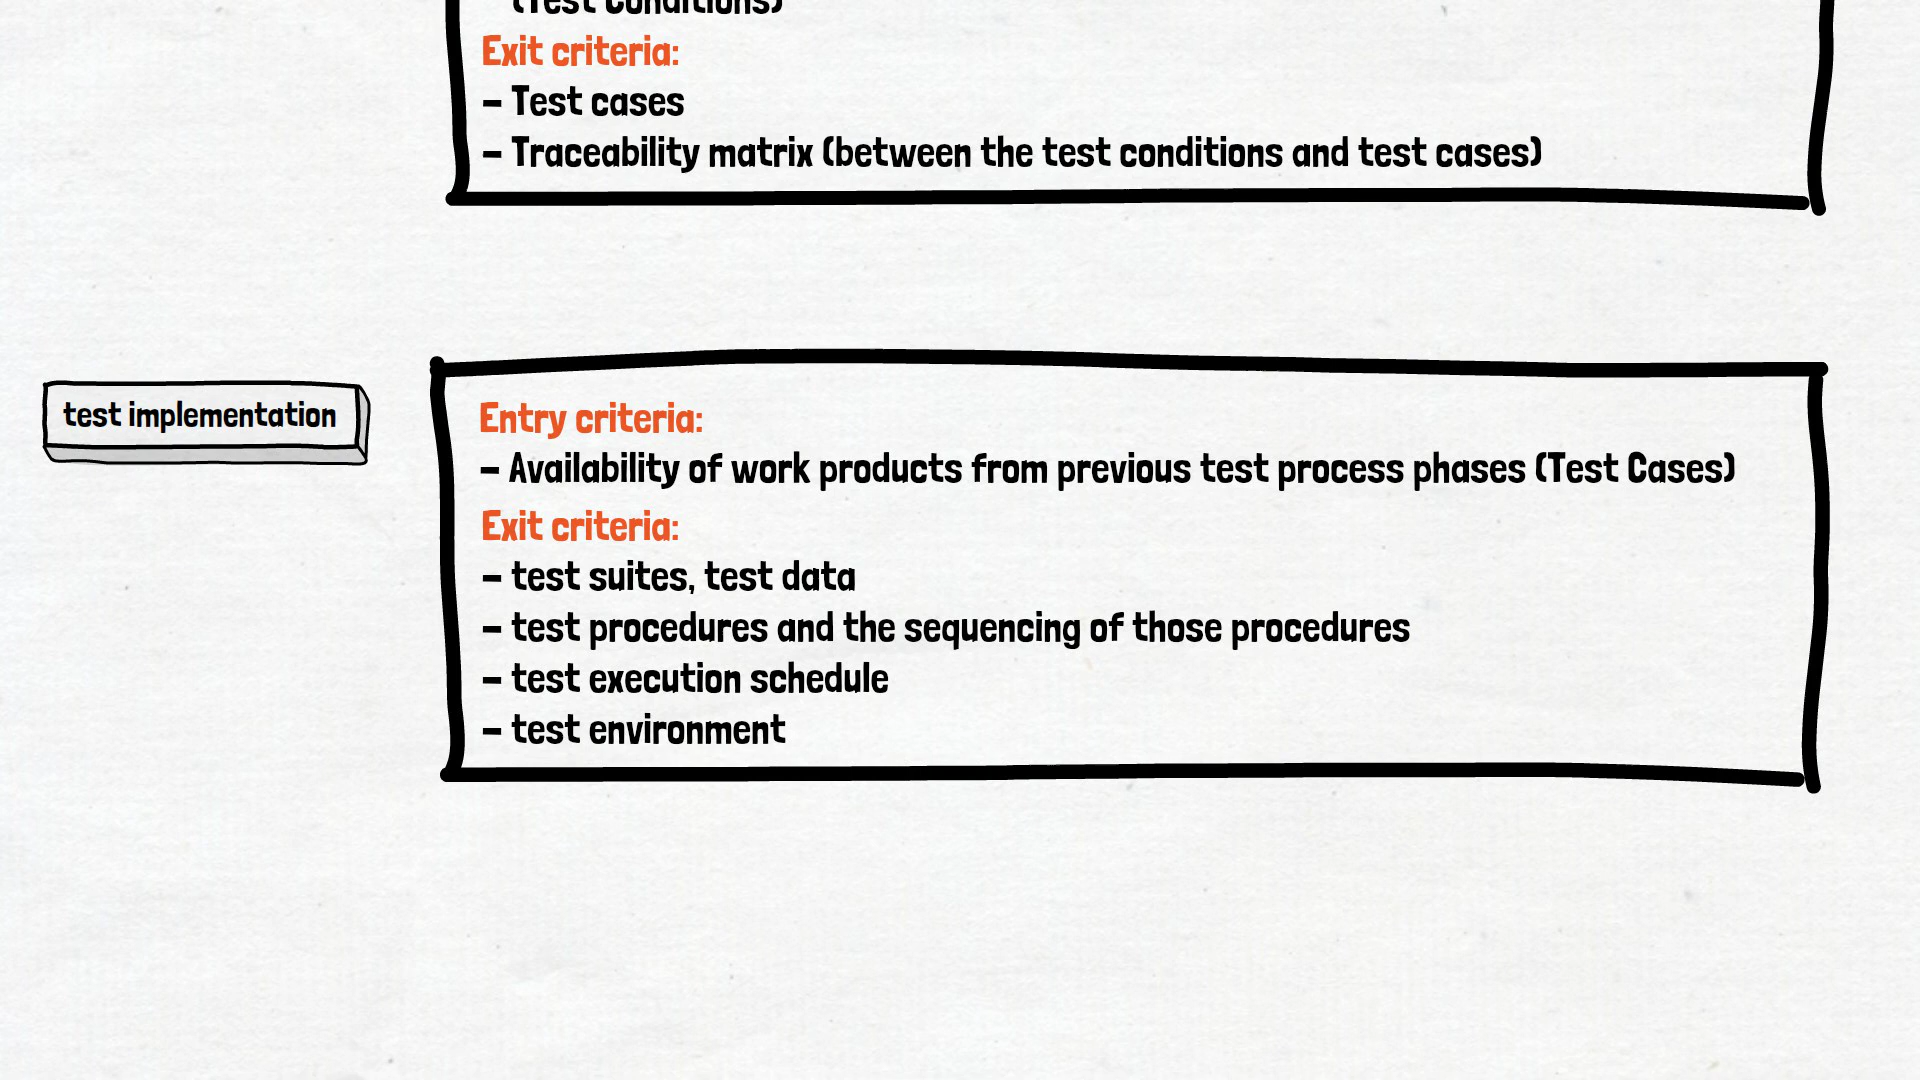 (Test Conditions)
Exit criteria:
- Test cases
- Traceability matrix (between the test conditions and test cases)
test implementation
Entry criteria:
- Availability of work products from previous test process phases (Test Cases)
Exit criteria:
- test suites, test data
- test procedures and the sequencing of those procedures
- test execution schedule
- test environment